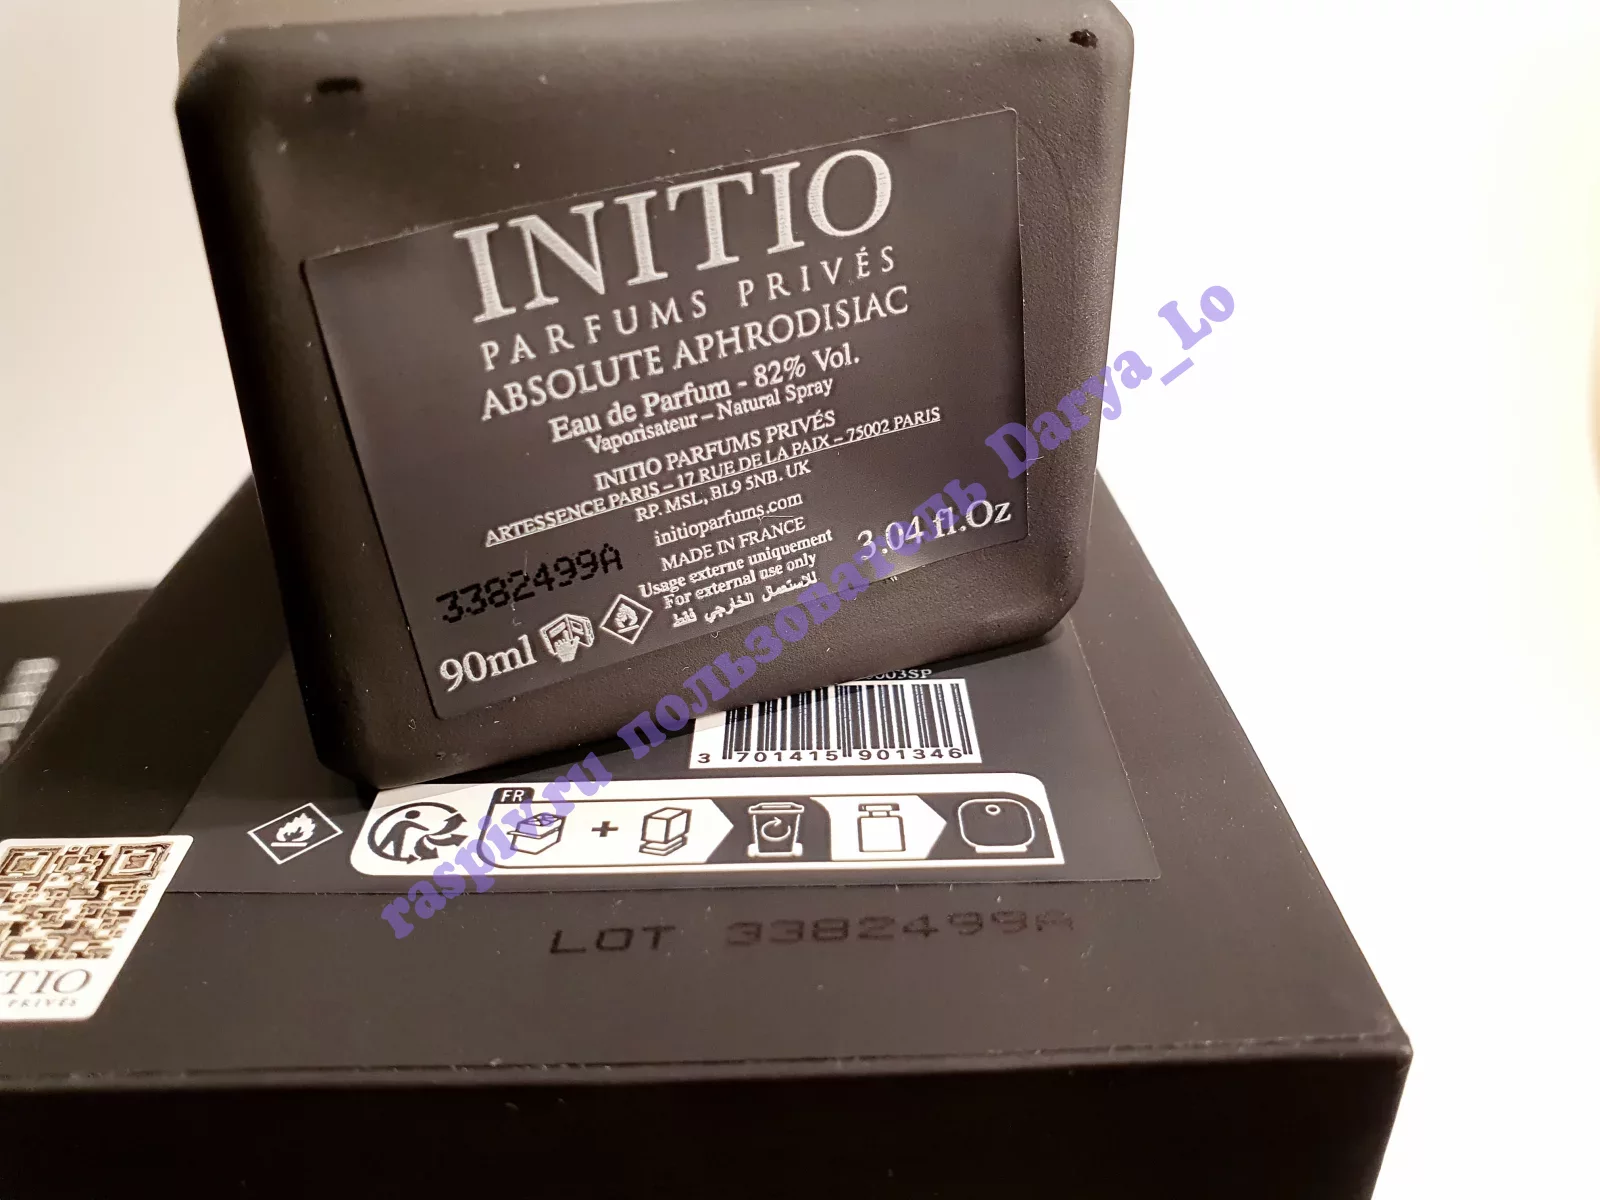 INITIO
PARFUMS PRIVÉS
ABSOLUTE APHRODISIAC
Eau de Parfum - 82% Vol.
Vaporisateur – Natural Spray
INITIO PARFUMS PRIVÉS
ARTESSENCE PARIS – 17 RUE DE LA PAIX – 75002 PARIS
RP. MSL, BL9 5NB. UK
initioparfums.com
MADE IN FRANCE
Usage externe uniquement
For external use only
للاستعمال الخارجي فقط
3382499A
90ml
3.04 fl.Oz
3 701415 901346
FR
LOT 3382499A
TIO
PRIVÉS
raspiv.ru пользователь Darya_Lo